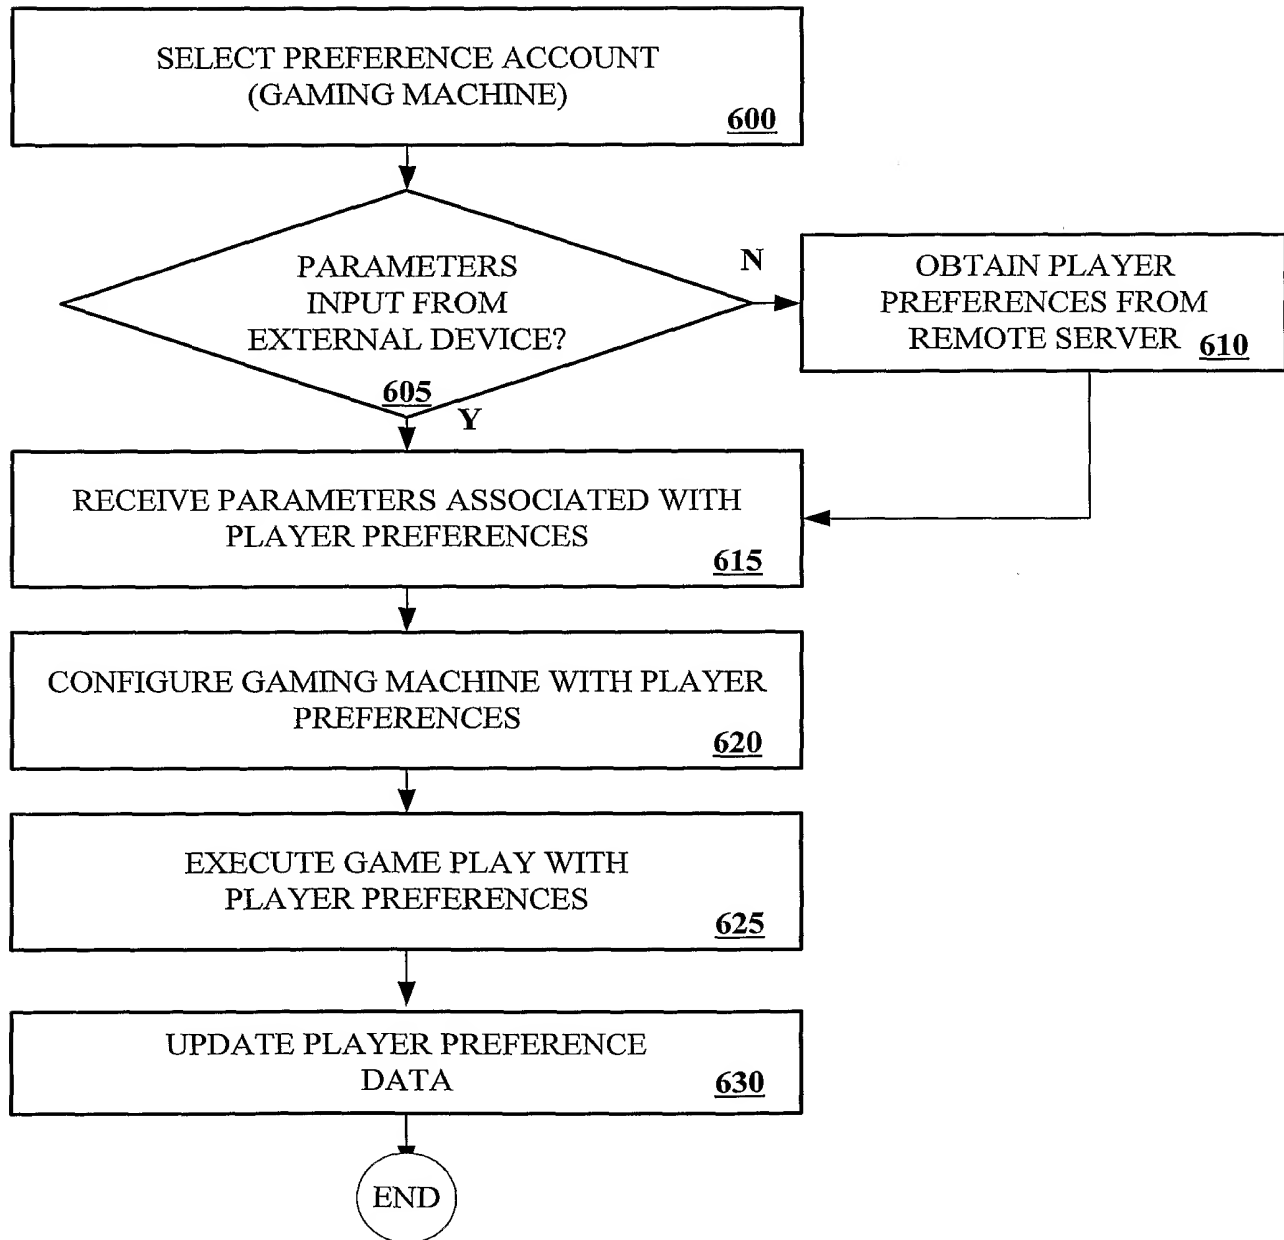 SELECT PREFERENCE ACCOUNT
(GAMING MACHINE)
600
PARAMETERS
INPUT FROM
EXTERNAL DEVICE?
605
N
OBTAIN PLAYER
PREFERENCES FROM
REMOTE SERVER
610
Y
RECEIVE PARAMETERS ASSOCIATED WITH
PLAYER PREFERENCES
615
CONFIGURE GAMING MACHINE WITH PLAYER
PREFERENCES
620
EXECUTE GAME PLAY WITH
PLAYER PREFERENCES
625
UPDATE PLAYER PREFERENCE
DATA
630
END